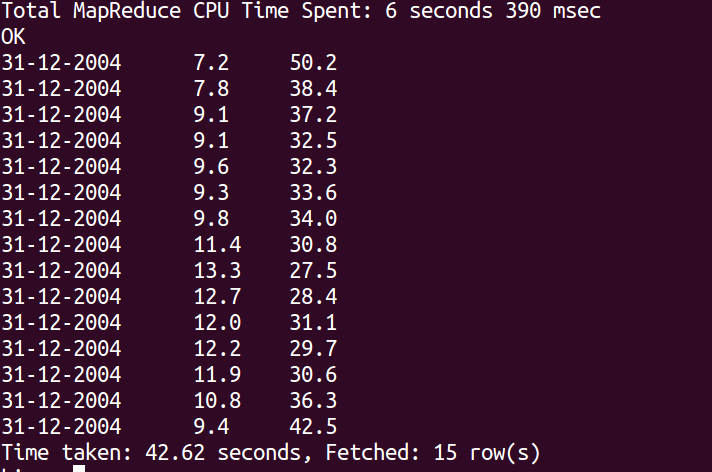 Total MapReduce CPU Time Spent: 6 seconds 390 msec
OK
31-12-2004 7.2 50.2
31-12-2004 7.8 38.4
31-12-2004 9.1 37.2
31-12-2004 9.1 32.5
31-12-2004 9.6 32.3
31-12-2004 9.3 33.6
31-12-2004 9.8 34.0
31-12-2004 11.4 30.8
31-12-2004 13.3 27.5
31-12-2004 12.7 28.4
31-12-2004 12.0 31.1
31-12-2004 12.2 29.7
31-12-2004 11.9 30.6
31-12-2004 10.8 36.3
31-12-2004 9.4 42.5
Time taken: 42.62 seconds, Fetched: 15 row(s)